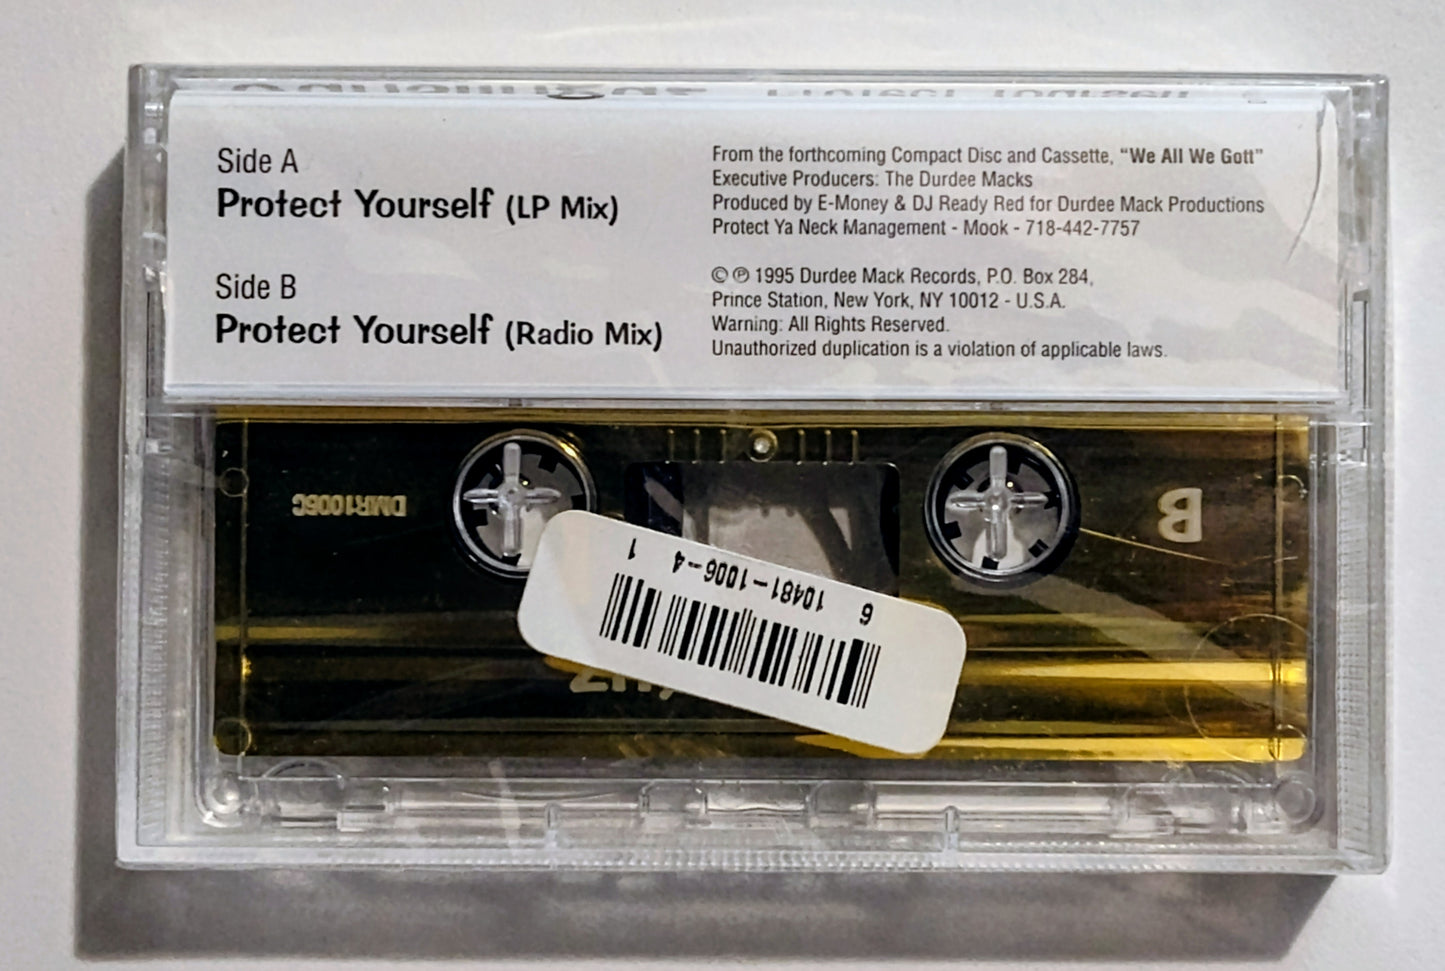 Protect Yourself
Side A
Protect Yourself (LP Mix)
Side B
Protect Yourself (Radio Mix)
From the forthcoming Compact Disc and Cassette, “We All We Gott”
Executive Producers: The Durdee Macks
Produced by E-Money & DJ Ready Red for Durdee Mack Productions
Protect Ya Neck Management - Mook - 718-442-7757
© ℗ 1995 Durdee Mack Records, P.O. Box 284,
Prince Station, New York, NY 10012 - U.S.A.
Warning: All Rights Reserved.
Unauthorized duplication is a violation of applicable laws.
DMR1006C
B
6 10481-1006-4 1